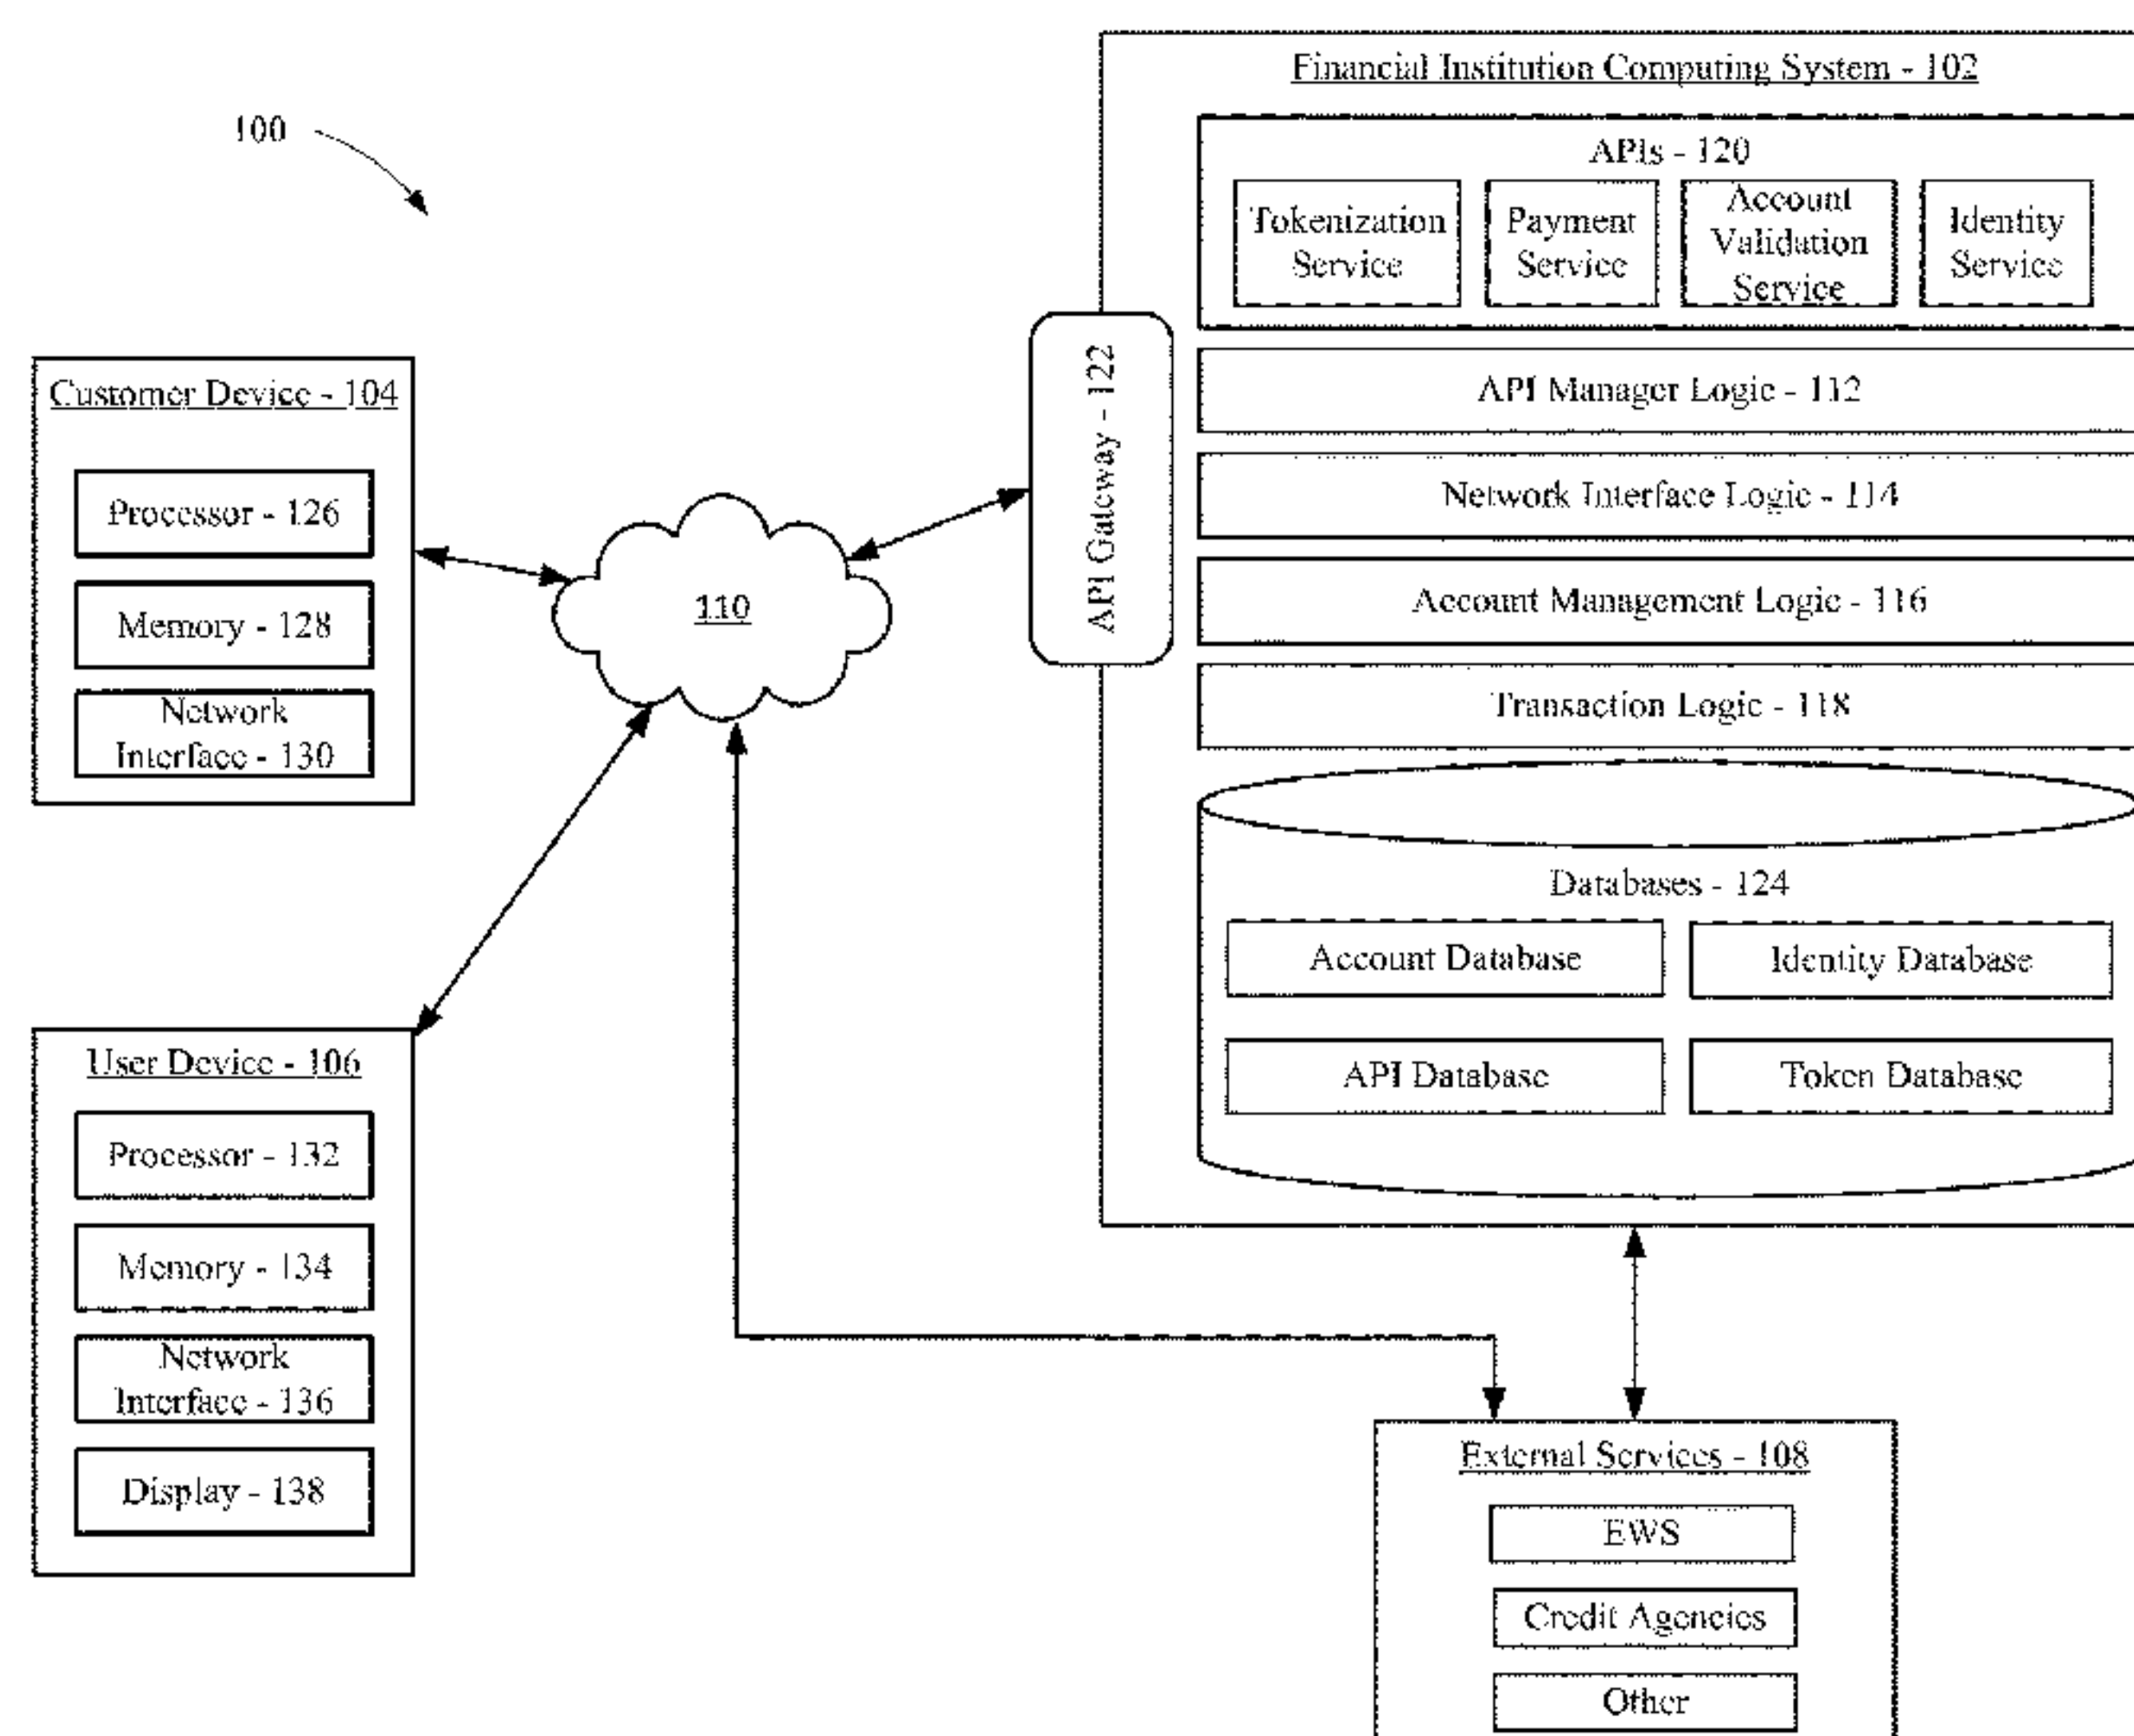 100
Financial Institution Computing System - 102
APIs - 120
Tokenization
Service
Payment
Service
Account
Validation
Service
Identity
Service
API Gateway - 122
API Manager Logic - 112
Network Interface Logic - 114
Account Management Logic - 116
Transaction Logic - 118
Databases - 124
Account Database
Identity Database
API Database
Token Database
Customer Device - 104
Processor - 126
Memory - 128
Network
Interface - 130
110
User Device - 106
Processor - 132
Memory - 134
Network
Interface - 136
Display - 138
External Services - 108
EWS
Credit Agencies
Other